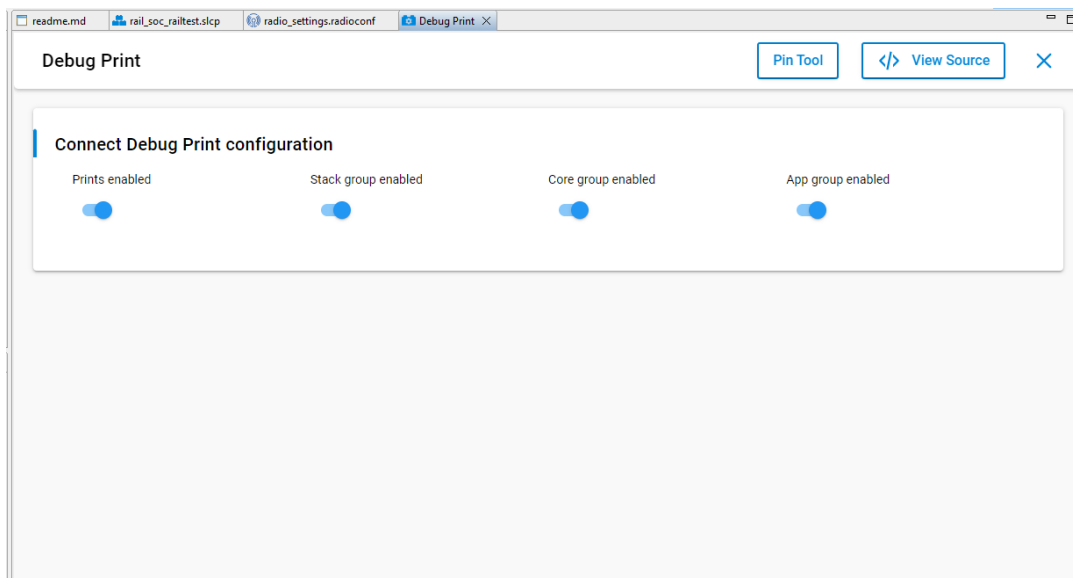 readme.md rail_soc_railtest.slcp radio_settings.radioconf Debug Print
Debug Print Pin Tool </> View Source
Connect Debug Print configuration
Prints enabled Stack group enabled Core group enabled App group enabled